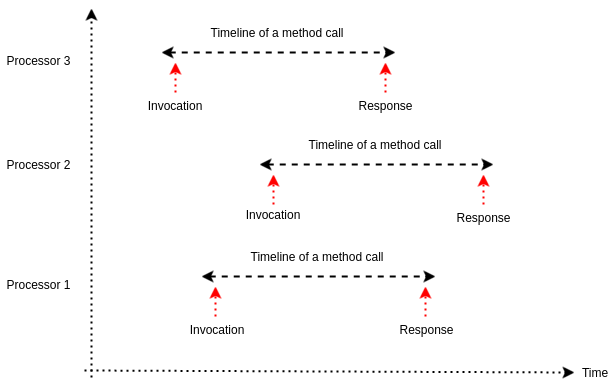 Timeline of a method call
Processor 3
Invocation
Response
Timeline of a method call
Processor 2
Invocation
Response
Timeline of a method call
Processor 1
Invocation
Response
Time